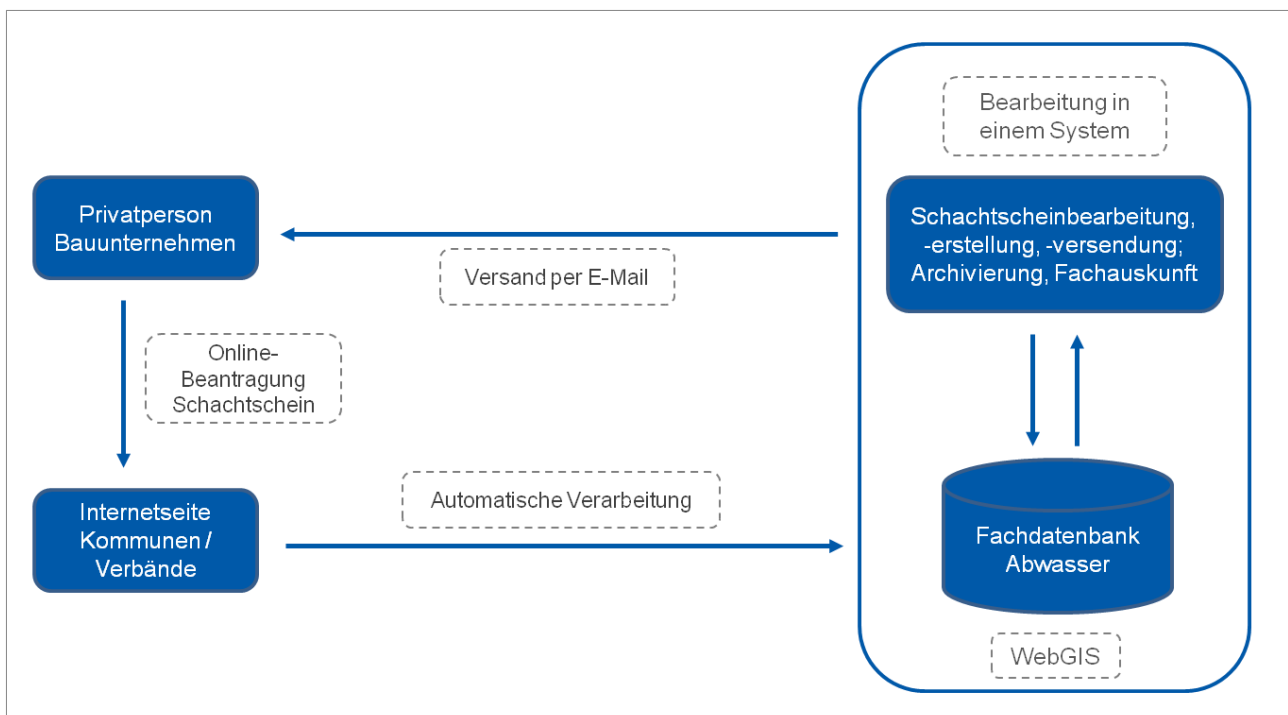 Bearbeitung in
einem System
Privatperson
Bauunternehmen
Schachtscheinbearbeitung,
-erstellung, -versendung;
Archivierung, Fachauskunft
Versand per E-Mail
Online-
Beantragung
Schachtschein
Automatische Verarbeitung
Internetseite
Kommunen /
Verbände
Fachdatenbank
Abwasser
WebGIS